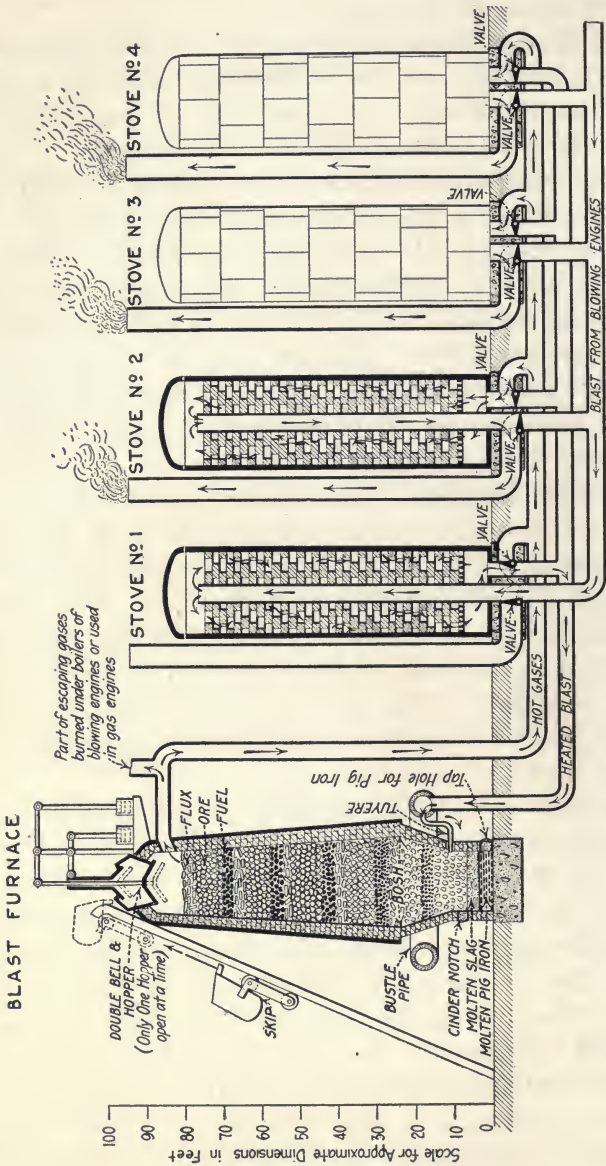 BLAST FURNACE
Part of escaping gases
burned under boilers of
blowing engines or used
in gas engines
STOVE Nº 1
STOVE Nº 2
STOVE Nº 3
STOVE Nº 4
DOUBLE BELL &
HOPPER
(Only One Hopper
open at a time)
FLUX
ORE
FUEL
SKIP
BOSH
TUYERE
BUSTLE
PIPE
CINDER NOTCH
MOLTEN SLAG
MOLTEN PIG IRON
Tap Hole for Pig Iron
HOT GASES
HEATED BLAST
BLAST FROM BLOWING ENGINES
VALVE
VALVE
VALVE
VALVE
VALVE
VALVE
VALVE
VALVE
100
90
80
70
60
50
40
30
20
10
0
Scale for Approximate Dimensions in Feet